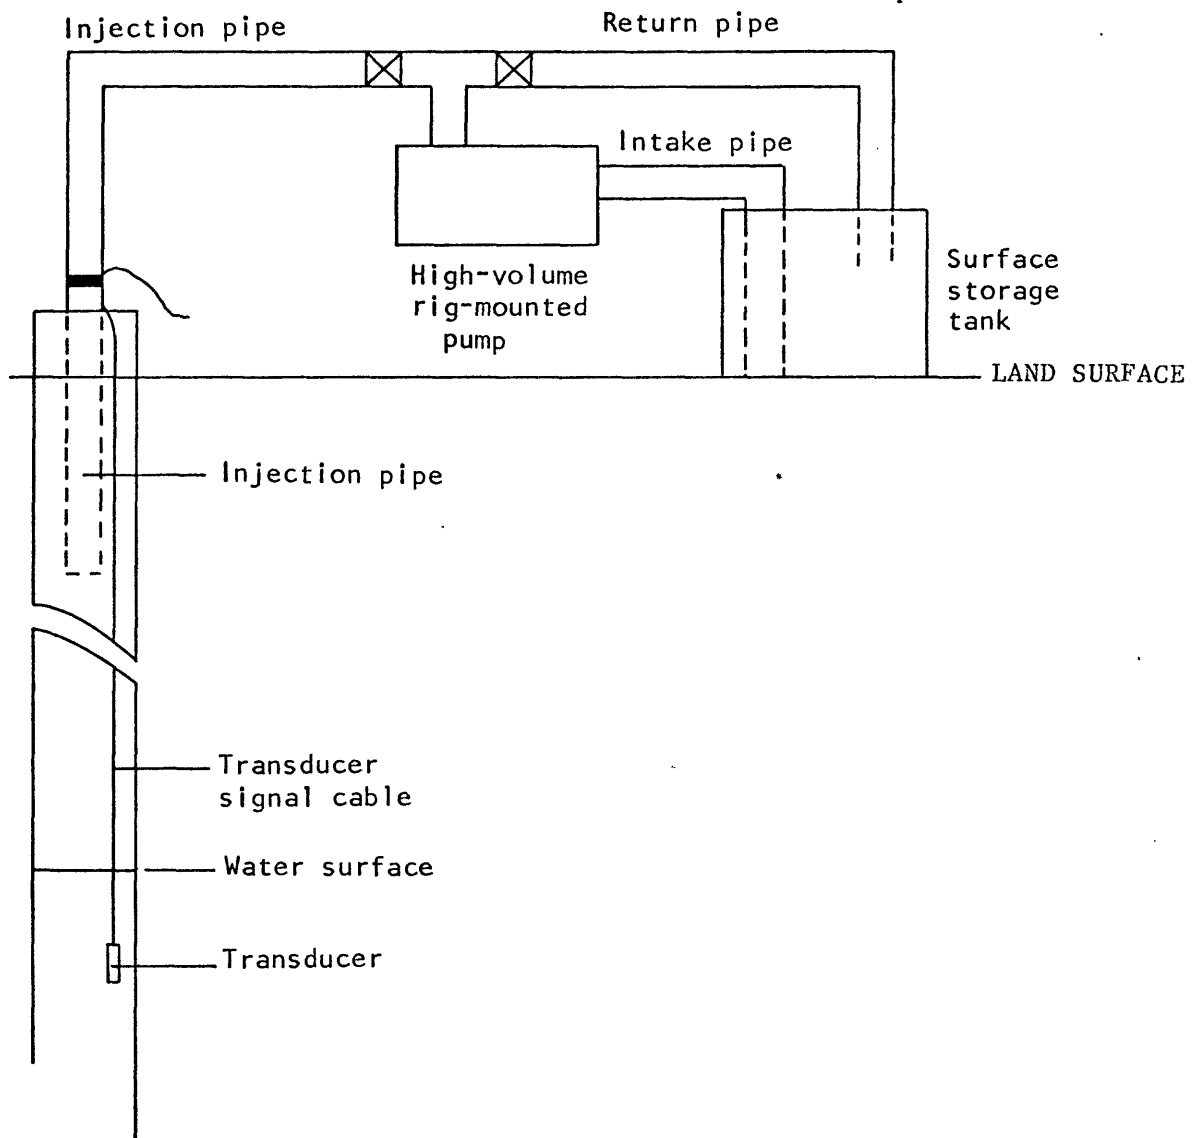 Injection pipe
Return pipe
Intake pipe
High-volume
rig-mounted
pump
Surface
storage
tank
LAND SURFACE
Injection pipe
Transducer
signal cable
Water surface
Transducer